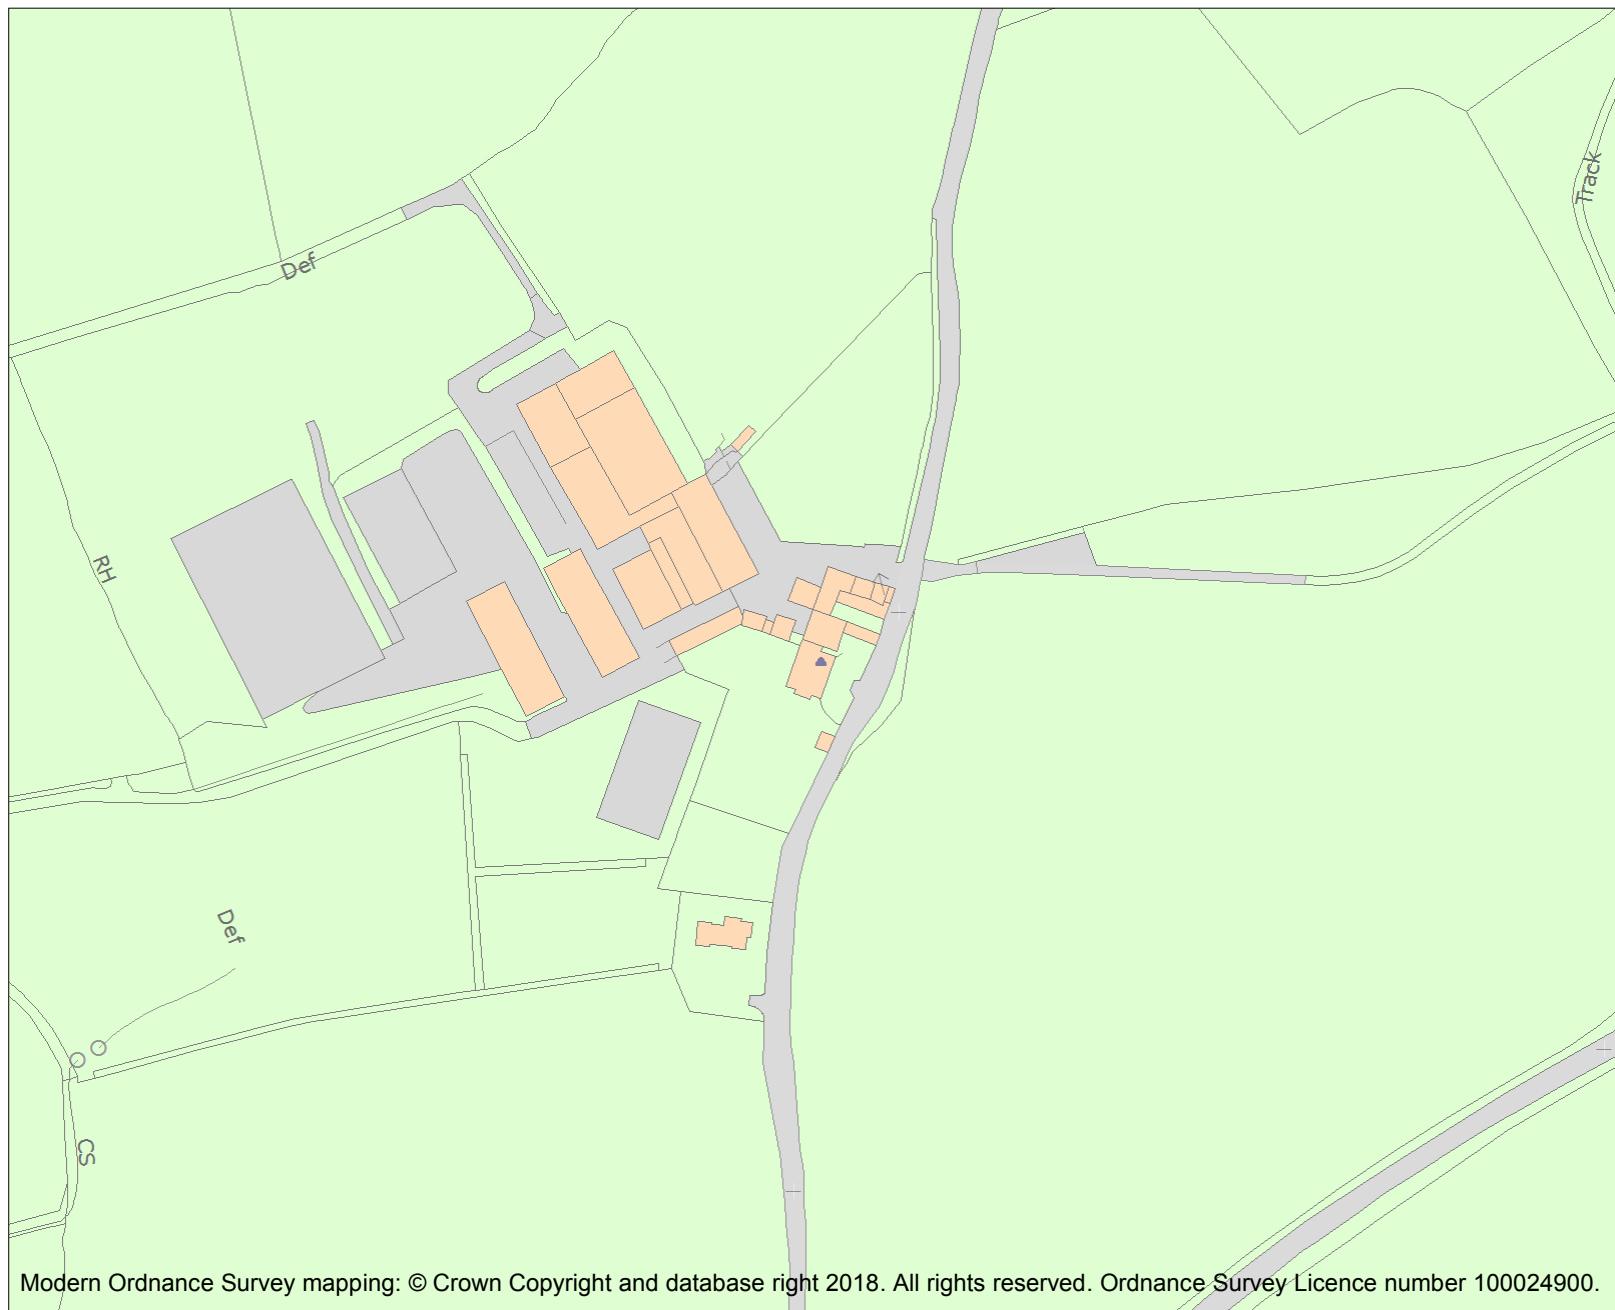 Track
Def
RH
Def
CS
Modern Ordnance Survey mapping: © Crown Copyright and database right 2018. All rights reserved. Ordnance Survey Licence number 100024900.